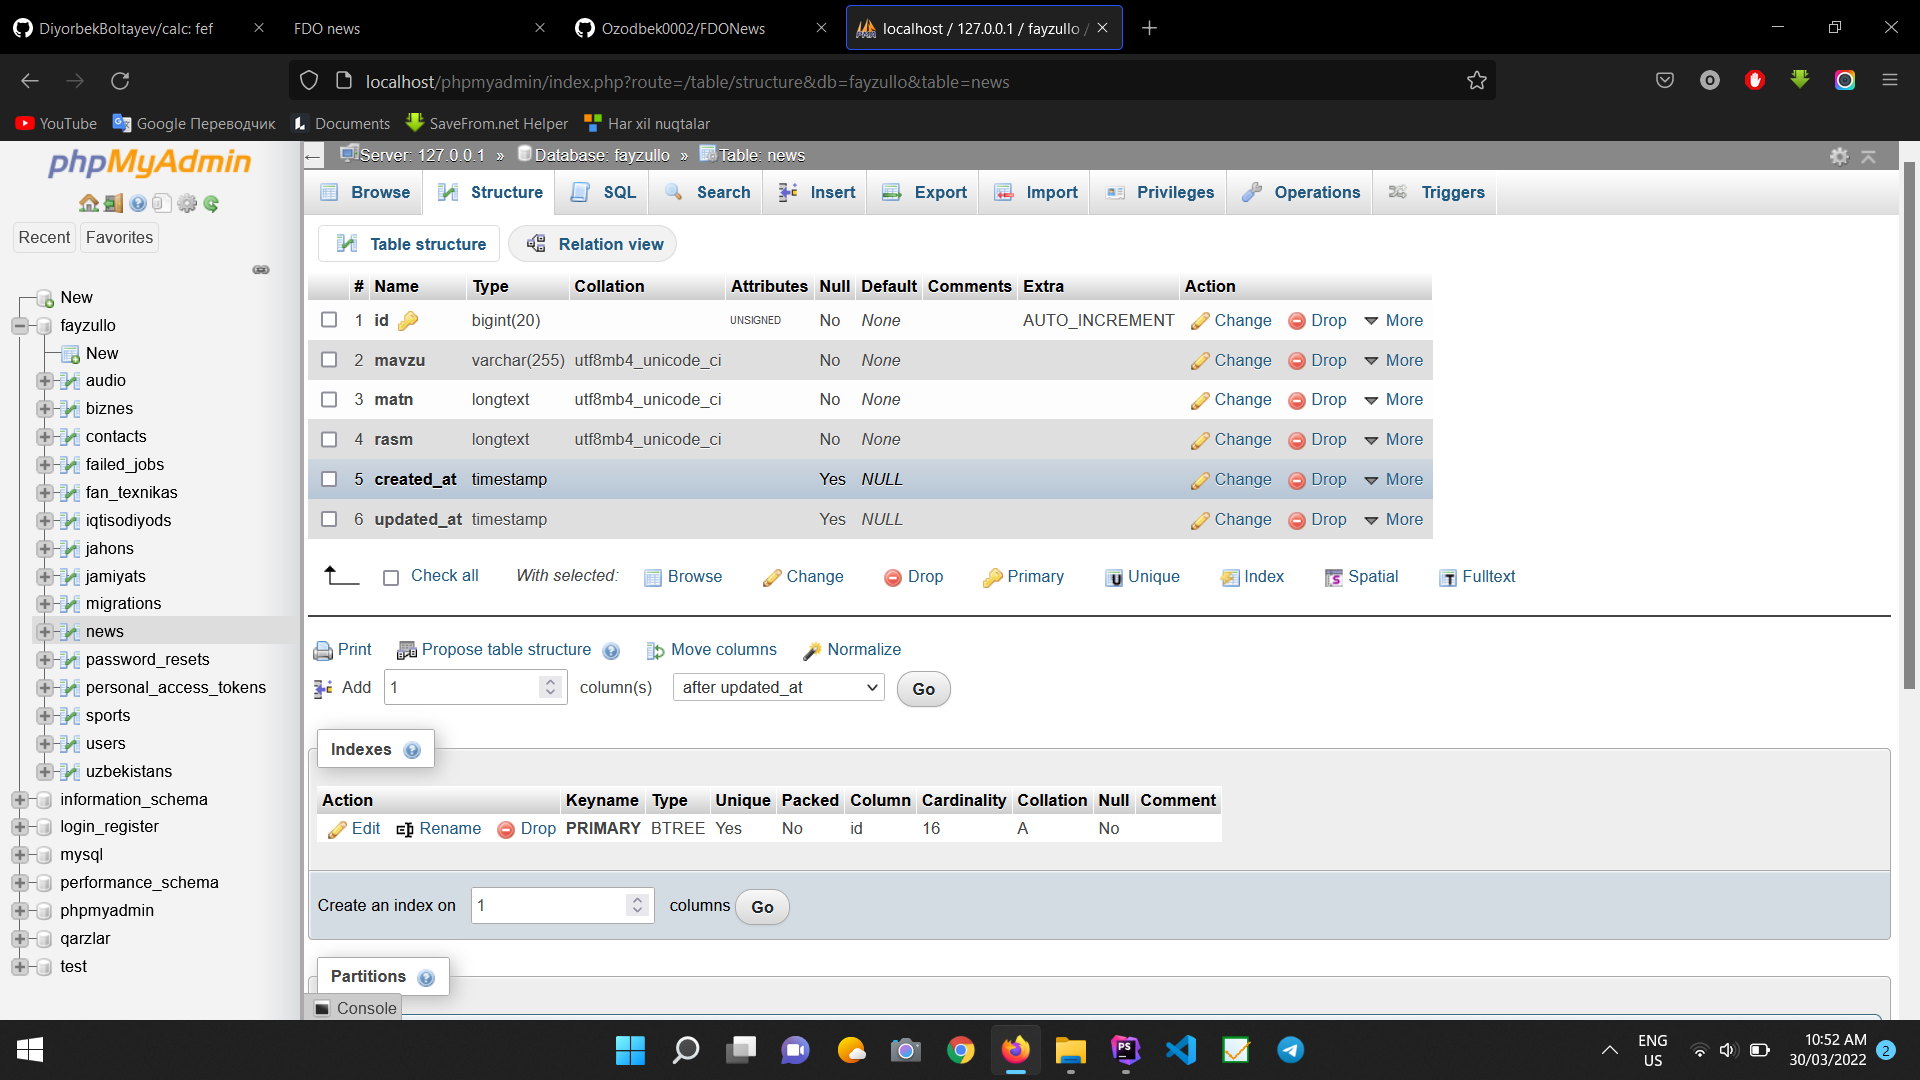 DiyorbekBoltayev/calc: fef
FDO news
Ozodbek0002/FDONews
localhost / 127.0.0.1 / fayzullo /
localhost/phpmyadmin/index.php?route=/table/structure&db=fayzullo&table=news
YouTube
Google Переводчик
Documents
SaveFrom.net Helper
Har xil nuqtalar
phpMyAdmin
Recent
Favorites
New
fayzullo
New
audio
biznes
contacts
failed_jobs
fan_texnikas
iqtisodiyods
jahons
jamiyats
migrations
news
password_resets
personal_access_tokens
sports
users
uzbekistans
information_schema
login_register
mysql
performance_schema
phpmyadmin
qarzlar
test
Server: 127.0.0.1 » Database: fayzullo » Table: news
Browse Structure SQL Search Insert Export Import Privileges Operations Triggers
Table structure Relation view
# Name Type Collation Attributes Null Default Comments Extra Action
1 id bigint(20) UNSIGNED No None AUTO_INCREMENT Change Drop More
2 mavzu varchar(255) utf8mb4_unicode_ci No None Change Drop More
3 matn longtext utf8mb4_unicode_ci No None Change Drop More
4 rasm longtext utf8mb4_unicode_ci No None Change Drop More
5 created_at timestamp Yes NULL Change Drop More
6 updated_at timestamp Yes NULL Change Drop More
Check all With selected: Browse Change Drop Primary Unique Index Spatial Fulltext
Print Propose table structure Move columns Normalize
Add 1 column(s) after updated_at Go
Indexes
Action Keyname Type Unique Packed Column Cardinality Collation Null Comment
Edit Rename Drop PRIMARY BTREE Yes No id 16 A No
Create an index on 1 columns Go
Partitions
Console
ENG
US
10:52 AM
30/03/2022
2